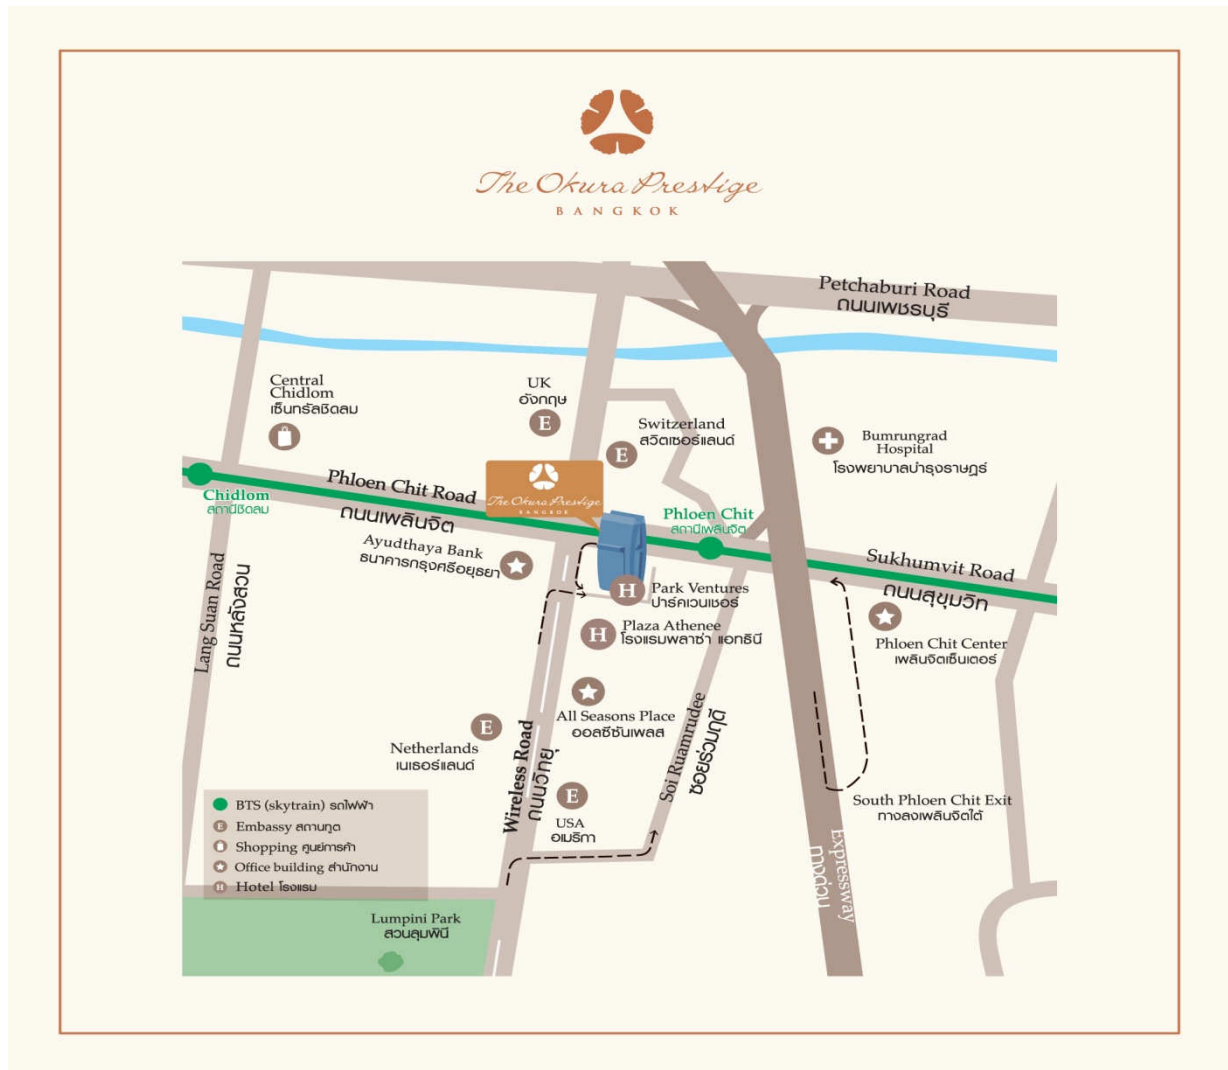 The Okura Prestige
BANGKOK
Petchaburi Road
ถนนเพชรบุรี
Central
Chidlom
เซ็นทรัลชิดลม
UK
อังกฤษ
E
Switzerland
สวิตเซอร์แลนด์
E
Bumrungrad
Hospital
โรงพยาบาลบำรุงราษฎร์
Phloen Chit Road
ถนนเพลินจิต
The Okura Prestige
BANGKOK
Chidlom
สถานีชิดลม
Phloen Chit
สถานีเพลินจิต
Ayudthaya Bank
ธนาคารกรุงศรีอยุธยา
Sukhumvit Road
ถนนสุขุมวิท
H
Park Ventures
ปาร์คเวนเชอร์
H
Plaza Athenee
โรงแรมพลาซ่า แอทธินี
Phloen Chit Center
เพลินจิตเซ็นเตอร์
Lang Suan Road
ถนนหลังสวน
All Seasons Place
ออลซีซันเพลส
E
Netherlands
เนเธอร์แลนด์
Wireless Road
ถนนวิทยุ
Soi Ruamrudee
ซอยร่วมฤดี
E
USA
อเมริกา
South Phloen Chit Exit
ทางลงเพลินจิตใต้
Expressway
ทางด่วน
BTS (skytrain) รถไฟฟ้า
E Embassy สถานทูต
Shopping ศูนย์การค้า
Office building สำนักงาน
H Hotel โรงแรม
Lumpini Park
สวนลุมพินี